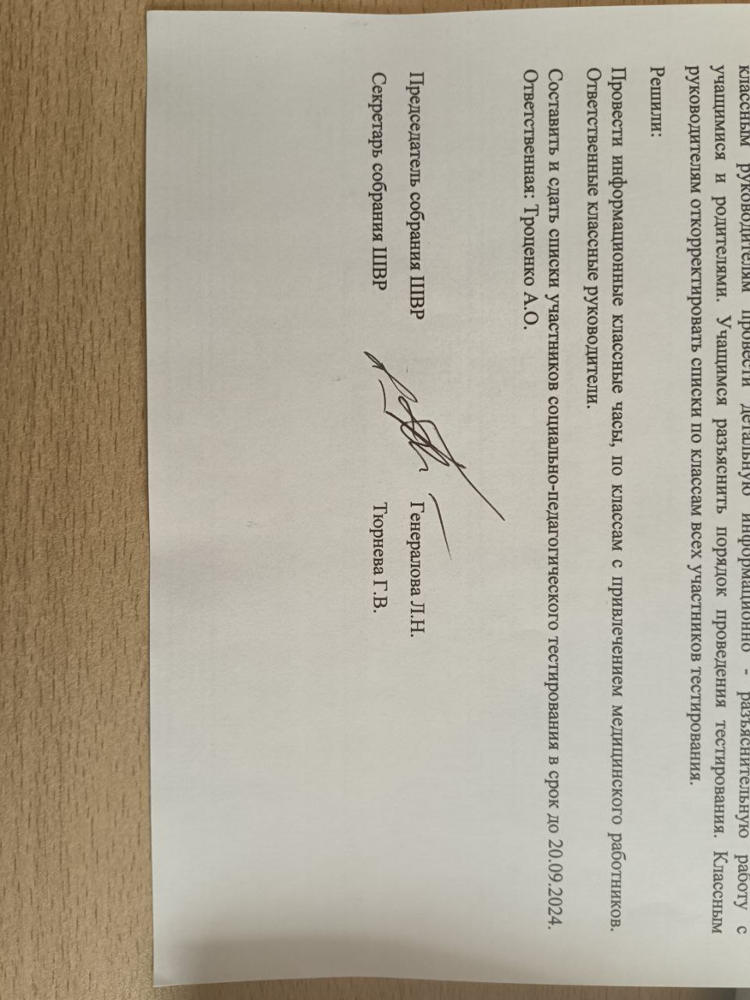 классным руководителям провести детальную информационно - разъяснительную работу с
учащимися и родителями. Учащимся разъяснить порядок проведения тестирования. Классным
руководителям откорректировать списки по классам всех участников тестирования.
Решили:
Провести информационные классные часы, по классам с привлечением медицинского работников.
Ответственные классные руководители.
Составить и сдать списки участников социально-педагогического тестирования в срок до 20.09.2024.
Ответственная: Троценко А.О.
Председатель собрания ШВР Генералова Л.Н.
Секретарь собрания ШВР Тюрнева Г.В.